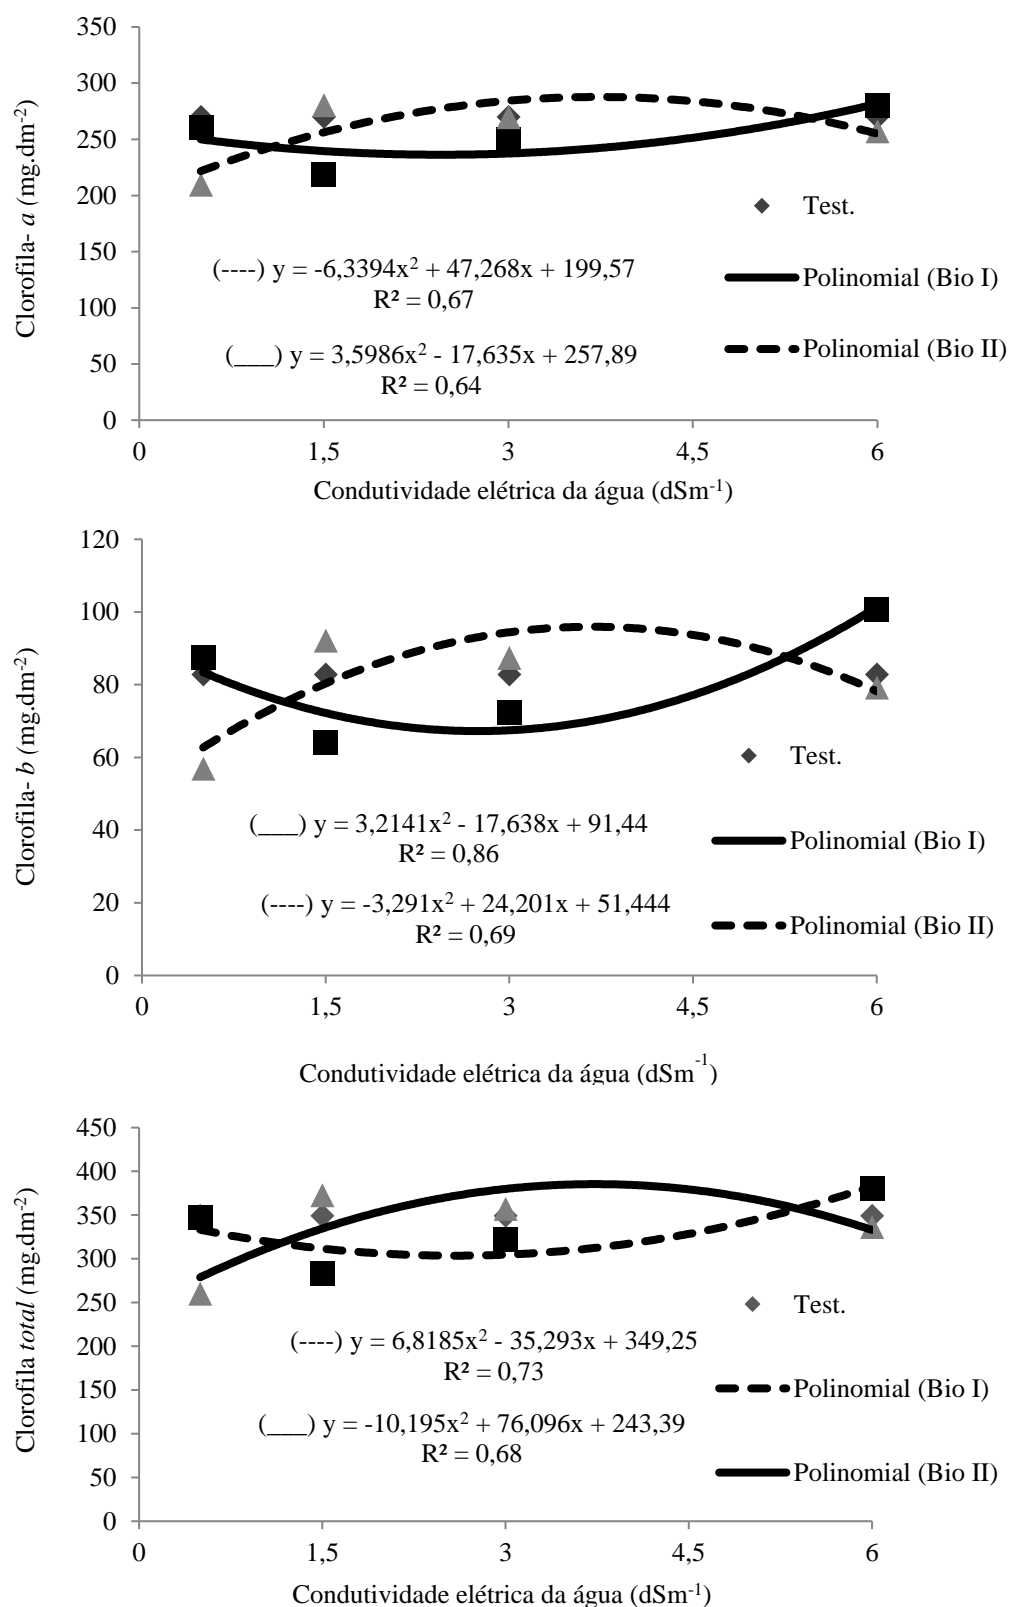 350
300
250
200
150
100
50
0
0 1,5 3 4,5 6
Clorofila- a (mg.dm-2)
Condutividade elétrica da água (dSm-1)
Test.
(----) y = -6,3394x² + 47,268x + 199,57
R² = 0,67
Polinomial (Bio I)
(___) y = 3,5986x² - 17,635x + 257,89
R² = 0,64
Polinomial (Bio II)
120
100
80
60
40
20
0
0 1,5 3 4,5 6
Clorofila- b (mg.dm-2)
Condutividade elétrica da água (dSm-1)
Test.
(___) y = 3,2141x² - 17,638x + 91,44
R² = 0,86
Polinomial (Bio I)
(----) y = -3,291x² + 24,201x + 51,444
R² = 0,69
Polinomial (Bio II)
450
400
350
300
250
200
150
100
50
0
0 1,5 3 4,5 6
Clorofila total (mg.dm-2)
Condutividade elétrica da água (dSm-1)
Test.
(----) y = 6,8185x² - 35,293x + 349,25
R² = 0,73
Polinomial (Bio I)
(___) y = -10,195x² + 76,096x + 243,39
R² = 0,68
Polinomial (Bio II)